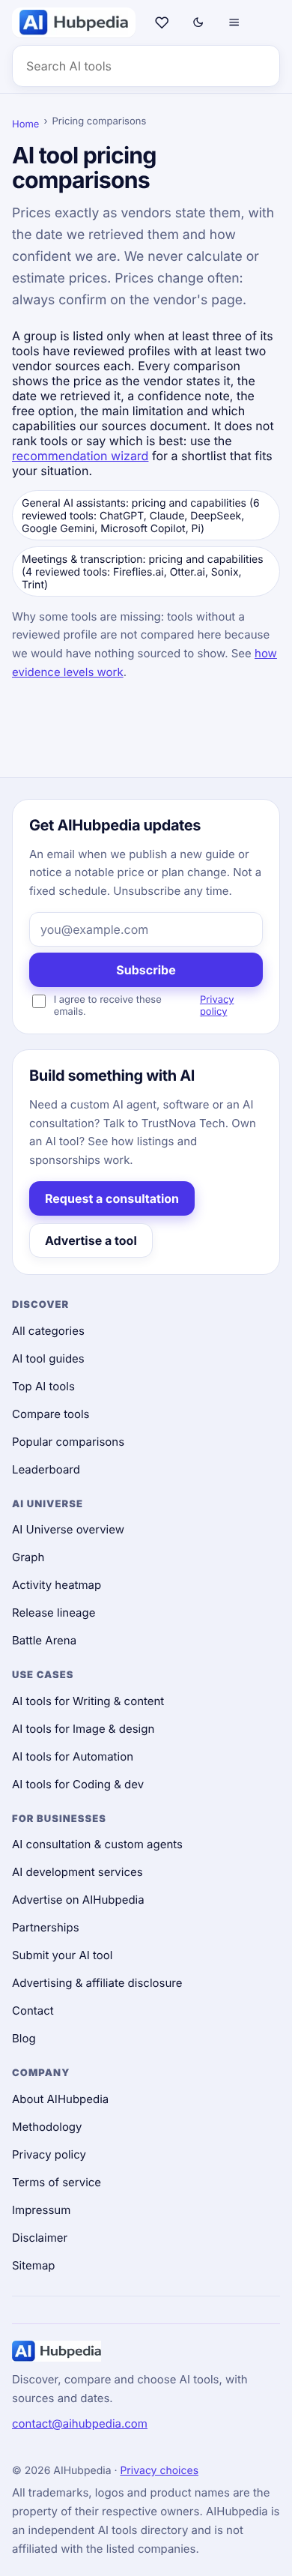 AI Hubpedia
Search AI tools
Home › Pricing comparisons
AI tool pricing
comparisons
Prices exactly as vendors state them, with
the date we retrieved them and how
confident we are. We never calculate or
estimate prices. Prices change often:
always confirm on the vendor's page.
A group is listed only when at least three of its
tools have reviewed profiles with at least two
vendor sources each. Every comparison
shows the price as the vendor states it, the
date we retrieved it, a confidence note, the
free option, the main limitation and which
capabilities our sources document. It does not
rank tools or say which is best: use the
recommendation wizard for a shortlist that fits
your situation.
General AI assistants: pricing and capabilities (6
reviewed tools: ChatGPT, Claude, DeepSeek,
Google Gemini, Microsoft Copilot, Pi)
Meetings & transcription: pricing and capabilities
(4 reviewed tools: Fireflies.ai, Otter.ai, Sonix,
Trint)
Why some tools are missing: tools without a
reviewed profile are not compared here because
we would have nothing sourced to show. See how
evidence levels work.
Get AIHubpedia updates
An email when we publish a new guide or
notice a notable price or plan change. Not a
fixed schedule. Unsubscribe any time.
you@example.com
Subscribe
I agree to receive these
emails.
Privacy
policy
Build something with AI
Need a custom AI agent, software or an AI
consultation? Talk to TrustNova Tech. Own
an AI tool? See how listings and
sponsorships work.
Request a consultation
Advertise a tool
DISCOVER
All categories
AI tool guides
Top AI tools
Compare tools
Popular comparisons
Leaderboard
AI UNIVERSE
AI Universe overview
Graph
Activity heatmap
Release lineage
Battle Arena
USE CASES
AI tools for Writing & content
AI tools for Image & design
AI tools for Automation
AI tools for Coding & dev
FOR BUSINESSES
AI consultation & custom agents
AI development services
Advertise on AIHubpedia
Partnerships
Submit your AI tool
Advertising & affiliate disclosure
Contact
Blog
COMPANY
About AIHubpedia
Methodology
Privacy policy
Terms of service
Impressum
Disclaimer
Sitemap
AI Hubpedia
Discover, compare and choose AI tools, with
sources and dates.
contact@aihubpedia.com
© 2026 AIHubpedia · Privacy choices
All trademarks, logos and product names are the
property of their respective owners. AIHubpedia is
an independent AI tools directory and is not
affiliated with the listed companies.